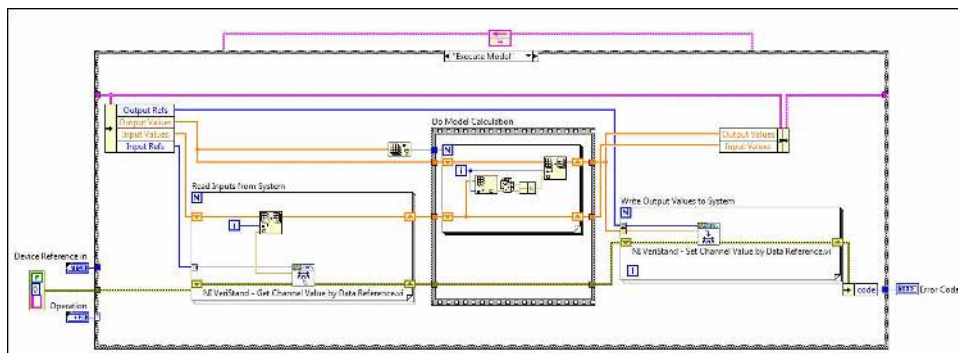 "Execute Model"
Output Refs
Output Values
Input Values
Input Refs
Do Model Calculation
N
i
Output Values
Input Values
Read Inputs from System
N
i
NI VeriStand - Get Channel Value by Data Reference.vi
Write Output Values to System
N
i
NI VeriStand - Set Channel Value by Data Reference.vi
Device Reference in
Operation
code
Error Code